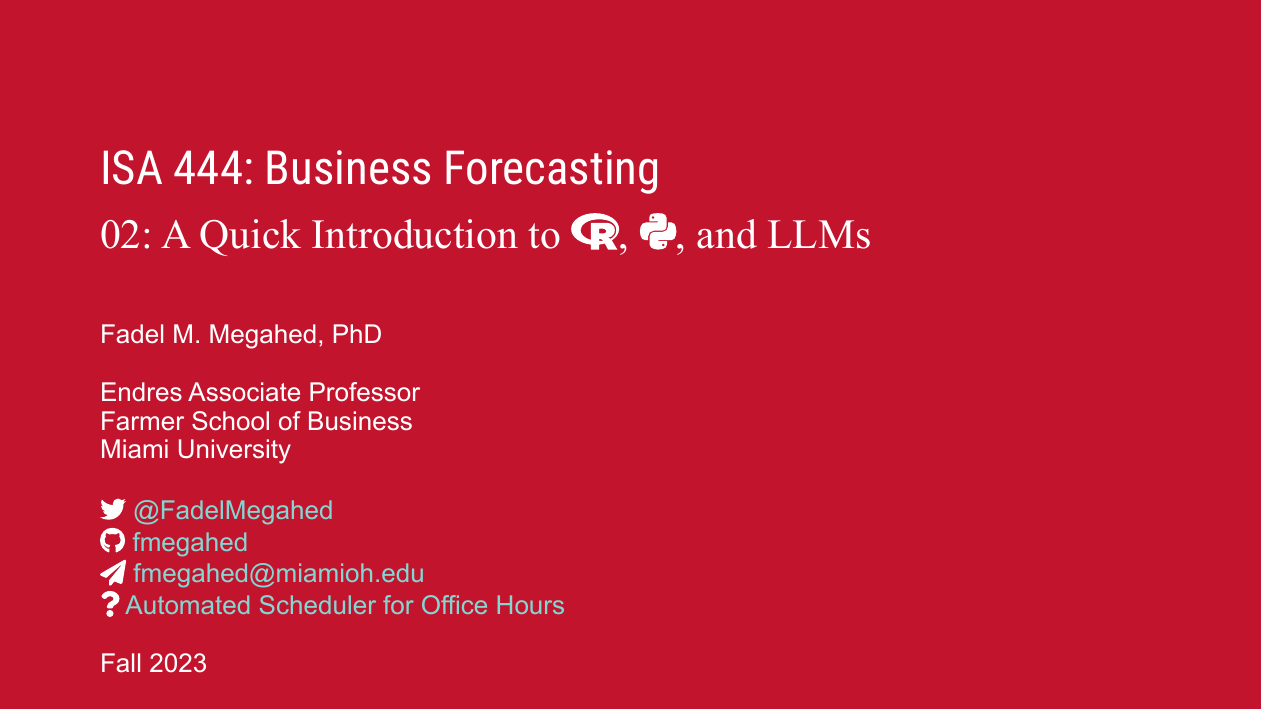 ISA 444: Business Forecasting
02: A Quick Introduction to R, , and LLMs
Fadel M. Megahed, PhD
Endres Associate Professor
Farmer School of Business
Miami University
@FadelMegahed
fmegahed
fmegahed@miamioh.edu
? Automated Scheduler for Office Hours
Fall 2023